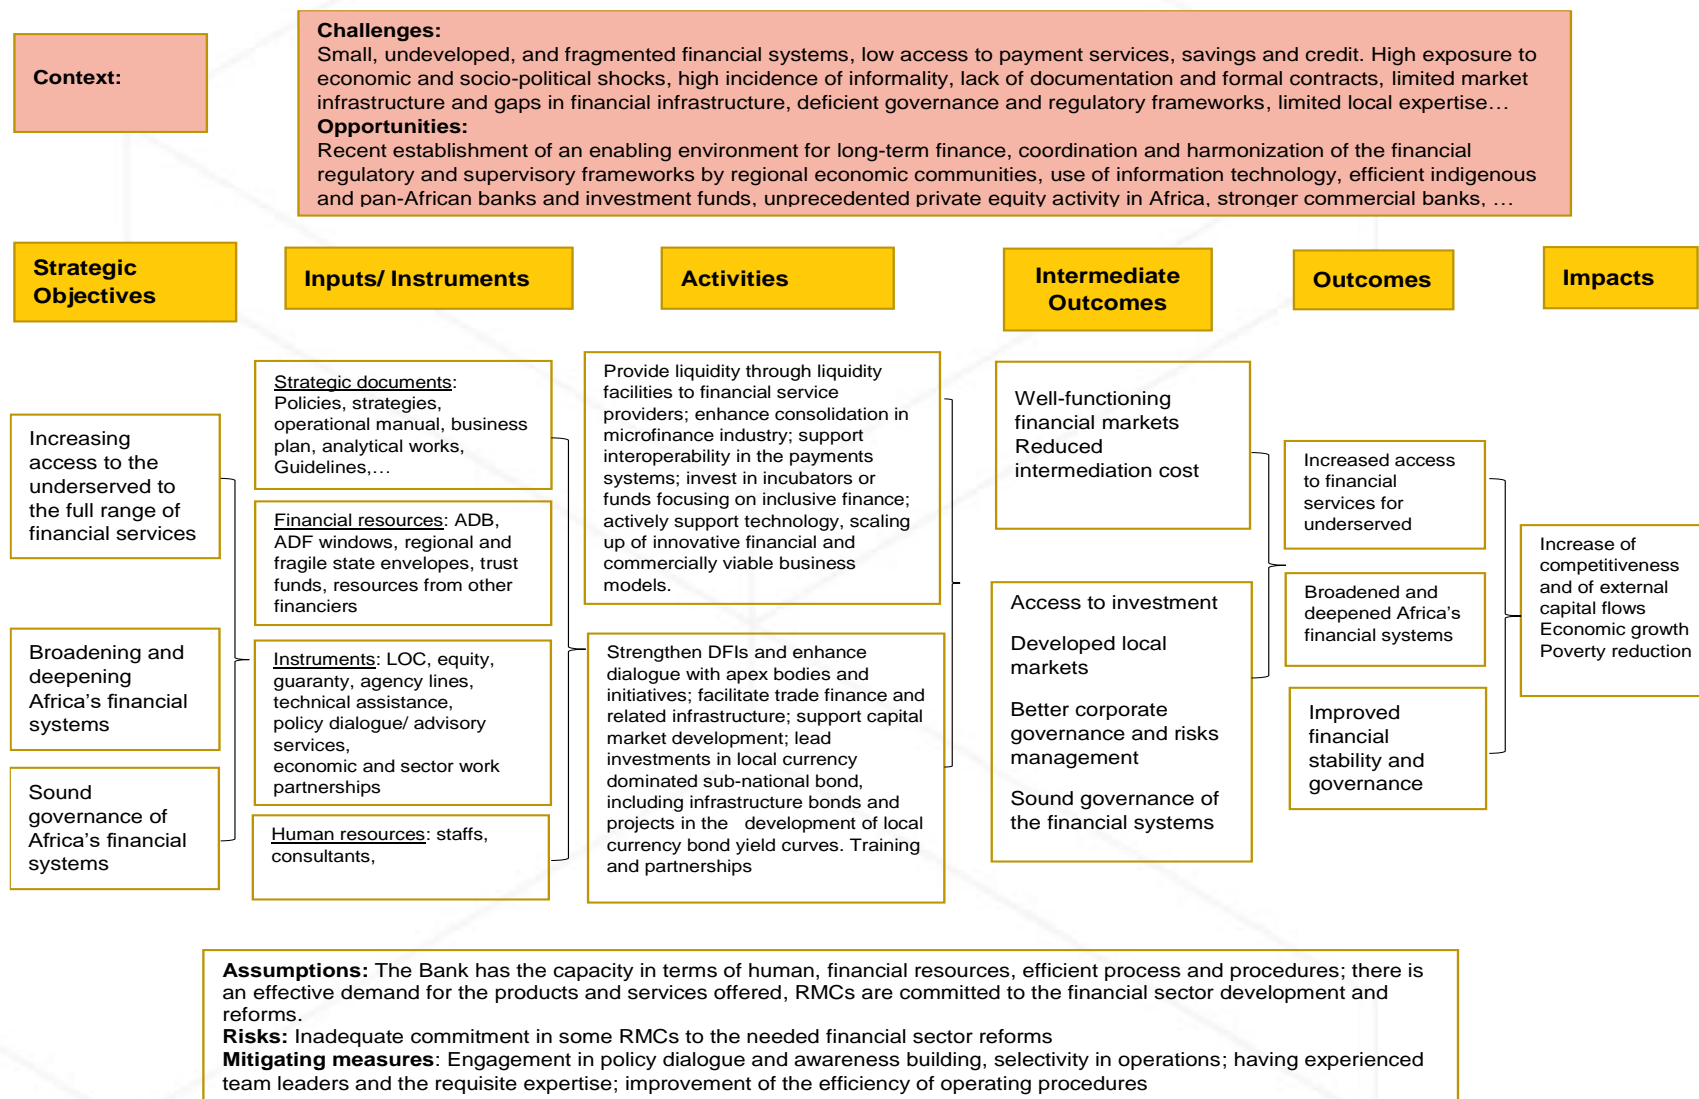 Context:
Challenges:
Small, undeveloped, and fragmented financial systems, low access to payment services, savings and credit. High exposure to
economic and socio-political shocks, high incidence of informality, lack of documentation and formal contracts, limited market
infrastructure and gaps in financial infrastructure, deficient governance and regulatory frameworks, limited local expertise…
Opportunities:
Recent establishment of an enabling environment for long-term finance, coordination and harmonization of the financial
regulatory and supervisory frameworks by regional economic communities, use of information technology, efficient indigenous
and pan-African banks and investment funds, unprecedented private equity activity in Africa, stronger commercial banks, …
Strategic
Objectives
Inputs/ Instruments
Activities
Intermediate
Outcomes
Outcomes
Impacts
Increasing
access to the
underserved to
the full range of
financial services
Broadening and
deepening
Africa's financial
systems
Sound
governance of
Africa's financial
systems
Strategic documents:
Policies, strategies,
operational manual, business
plan, analytical works,
Guidelines,…
Financial resources: ADB,
ADF windows, regional and
fragile state envelopes, trust
funds, resources from other
financiers
Instruments: LOC, equity,
guaranty, agency lines,
technical assistance,
policy dialogue/ advisory
services,
economic and sector work
partnerships
Human resources: staffs,
consultants,
Provide liquidity through liquidity
facilities to financial service
providers; enhance consolidation in
microfinance industry; support
interoperability in the payments
systems; invest in incubators or
funds focusing on inclusive finance;
actively support technology, scaling
up of innovative financial and
commercially viable business
models.
Strengthen DFIs and enhance
dialogue with apex bodies and
initiatives; facilitate trade finance and
related infrastructure; support capital
market development; lead
investments in local currency
dominated sub-national bond,
including infrastructure bonds and
projects in the development of local
currency bond yield curves. Training
and partnerships
Well-functioning
financial markets
Reduced
intermediation cost
Access to investment
Developed local
markets
Better corporate
governance and risks
management
Sound governance of
the financial systems
Increased access
to financial
services for
underserved
Broadened and
deepened Africa's
financial systems
Improved
financial
stability and
governance
Increase of
competitiveness
and of external
capital flows
Economic growth
Poverty reduction
Assumptions: The Bank has the capacity in terms of human, financial resources, efficient process and procedures; there is
an effective demand for the products and services offered, RMCs are committed to the financial sector development and
reforms.
Risks: Inadequate commitment in some RMCs to the needed financial sector reforms
Mitigating measures: Engagement in policy dialogue and awareness building, selectivity in operations; having experienced
team leaders and the requisite expertise; improvement of the efficiency of operating procedures